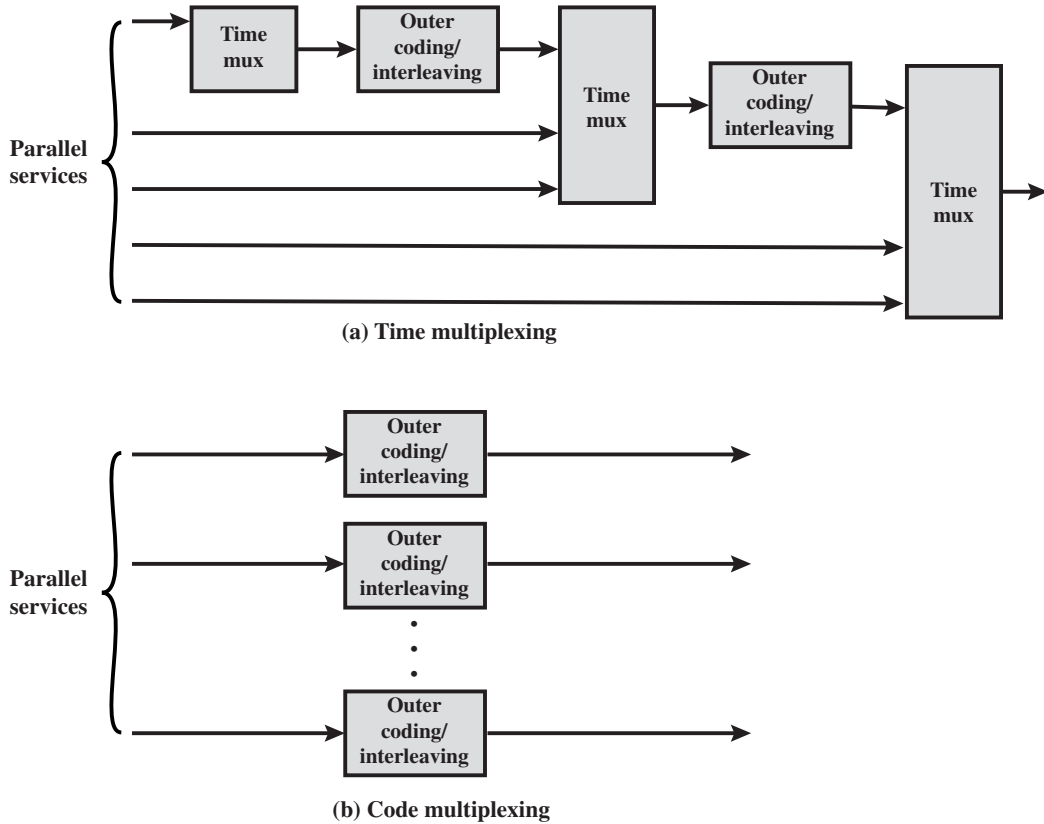 Time
mux
Outer
coding/
interleaving
Time
mux
Outer
coding/
interleaving
Time
mux
Parallel
services
(a) Time multiplexing
Outer
coding/
interleaving
Outer
coding/
interleaving
Parallel
services
Outer
coding/
interleaving
(b) Code multiplexing